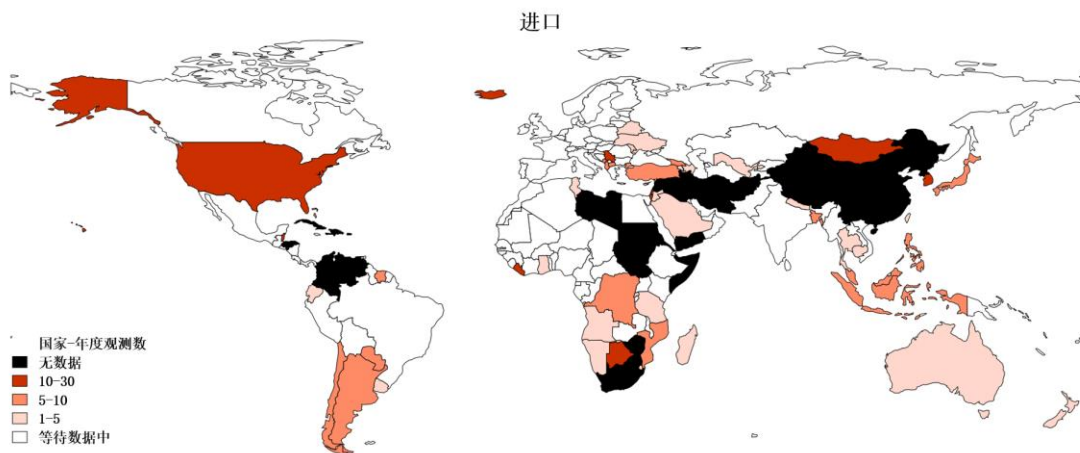 进口
国家-年度观测数
无数据
10-30
5-10
1-5
等待数据中